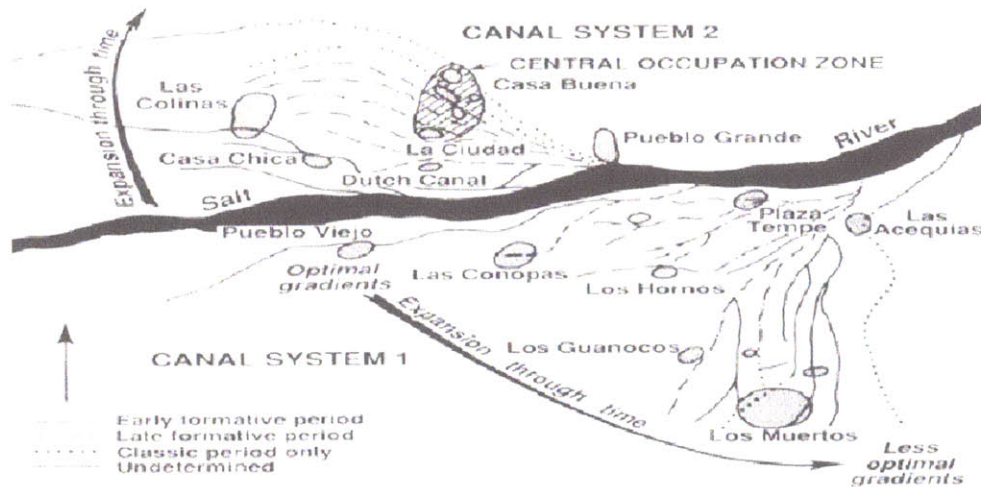 CANAL SYSTEM 2
CENTRAL OCCUPATION ZONE
Casa Buena
Expansion through time
Las
Colinas
Pueblo Grande
River
La Ciudad
Casa Chica
Dutch Canal
Salt
Plaza
Tempe
Las
Acequias
Pueblo Viejo
Optimal
gradients
Las Conopas
Los Hornos
Expansion through time
Los Guanocos
α
CANAL SYSTEM 1
Early formative period
Late formative period
Classic period only
Undetermined
Los Muertos
Less
optimal
gradients